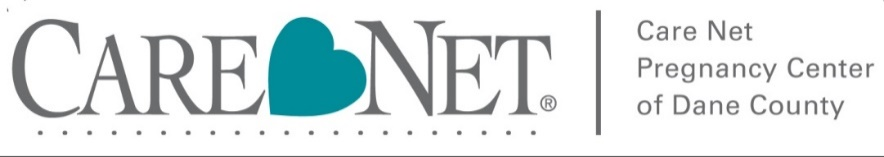 CARE NET®
Care Net
Pregnancy Center
of Dane County